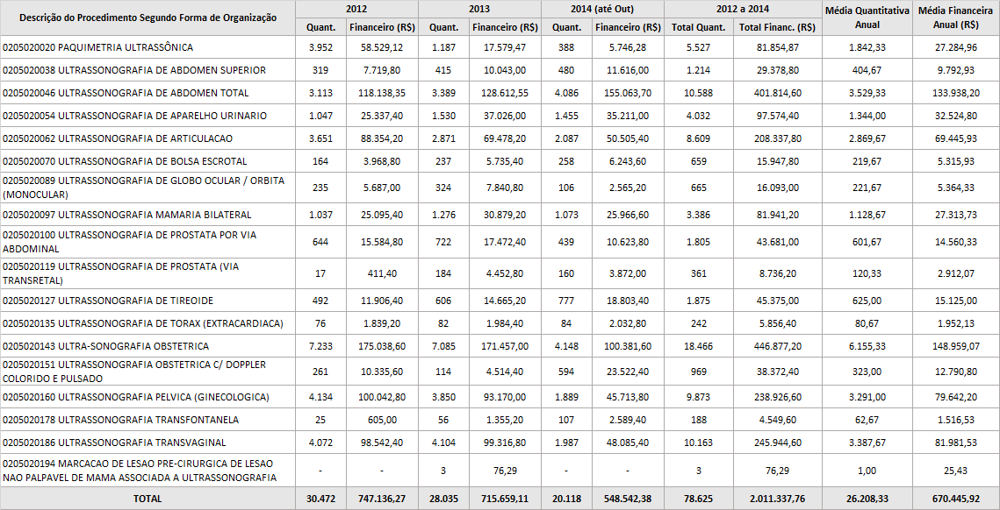 Descrição do Procedimento Segundo Forma de Organização 2012 2013 2014 (até Out) 2012 a 2014 Média Quantitativa Anual Média Financeira Anual (R$)
Quant. Financeiro (R$) Quant. Financeiro (R$) Quant. Financeiro (R$) Total Quant. Total Financ. (R$)
0205020020 PAQUIMETRIA ULTRASSÔNICA 3.952 58.529,12 1.187 17.579,47 388 5.746,28 5.527 81.854,87 1.842,33 27.284,96
0205020038 ULTRASSONOGRAFIA DE ABDOMEN SUPERIOR 319 7.719,80 415 10.043,00 480 11.616,00 1.214 29.378,80 404,67 9.792,93
0205020046 ULTRASSONOGRAFIA DE ABDOMEN TOTAL 3.113 118.138,35 3.389 128.612,55 4.086 155.063,70 10.588 401.814,60 3.529,33 133.938,20
0205020054 ULTRASSONOGRAFIA DE APARELHO URINARIO 1.047 25.337,40 1.530 37.026,00 1.455 35.211,00 4.032 97.574,40 1.344,00 32.524,80
0205020062 ULTRASSONOGRAFIA DE ARTICULACAO 3.651 88.354,20 2.871 69.478,20 2.087 50.505,40 8.609 208.337,80 2.869,67 69.445,93
0205020070 ULTRASSONOGRAFIA DE BOLSA ESCROTAL 164 3.968,80 237 5.735,40 258 6.243,60 659 15.947,80 219,67 5.315,93
0205020089 ULTRASSONOGRAFIA DE GLOBO OCULAR / ORBITA
(MONOCULAR) 235 5.687,00 324 7.840,80 106 2.565,20 665 16.093,00 221,67 5.364,33
0205020097 ULTRASSONOGRAFIA MAMARIA BILATERAL 1.037 25.095,40 1.276 30.879,20 1.073 25.966,60 3.386 81.941,20 1.128,67 27.313,73
0205020100 ULTRASSONOGRAFIA DE PROSTATA POR VIA
ABDOMINAL 644 15.584,80 722 17.472,40 439 10.623,80 1.805 43.681,00 601,67 14.560,33
0205020119 ULTRASSONOGRAFIA DE PROSTATA (VIA
TRANSRETAL) 17 411,40 184 4.452,80 160 3.872,00 361 8.736,20 120,33 2.912,07
0205020127 ULTRASSONOGRAFIA DE TIREOIDE 492 11.906,40 606 14.665,20 777 18.803,40 1.875 45.375,00 625,00 15.125,00
0205020135 ULTRASSONOGRAFIA DE TORAX (EXTRACARDIACA) 76 1.839,20 82 1.984,40 84 2.032,80 242 5.856,40 80,67 1.952,13
0205020143 ULTRA-SONOGRAFIA OBSTETRICA 7.233 175.038,60 7.085 171.457,00 4.148 100.381,60 18.466 446.877,20 6.155,33 148.959,07
0205020151 ULTRASSONOGRAFIA OBSTETRICA C/ DOPPLER
COLORIDO E PULSADO 261 10.335,60 114 4.514,40 594 23.522,40 969 38.372,40 323,00 12.790,80
0205020160 ULTRASSONOGRAFIA PELVICA (GINECOLOGICA) 4.134 100.042,80 3.850 93.170,00 1.889 45.713,80 9.873 238.926,60 3.291,00 79.642,20
0205020178 ULTRASSONOGRAFIA TRANSFONTANELA 25 605,00 56 1.355,20 107 2.589,40 188 4.549,60 62,67 1.516,53
0205020186 ULTRASSONOGRAFIA TRANSVAGINAL 4.072 98.542,40 4.104 99.316,80 1.987 48.085,40 10.163 245.944,60 3.387,67 81.981,53
0205020194 MARCACAO DE LESAO PRE-CIRURGICA DE LESAO
NAO PALPAVEL DE MAMA ASSOCIADA A ULTRASSONOGRAFIA - - 3 76,29 - - 3 76,29 1,00 25,43
TOTAL 30.472 747.136,27 28.035 715.659,11 20.118 548.542,38 78.625 2.011.337,76 26.208,33 670.445,92